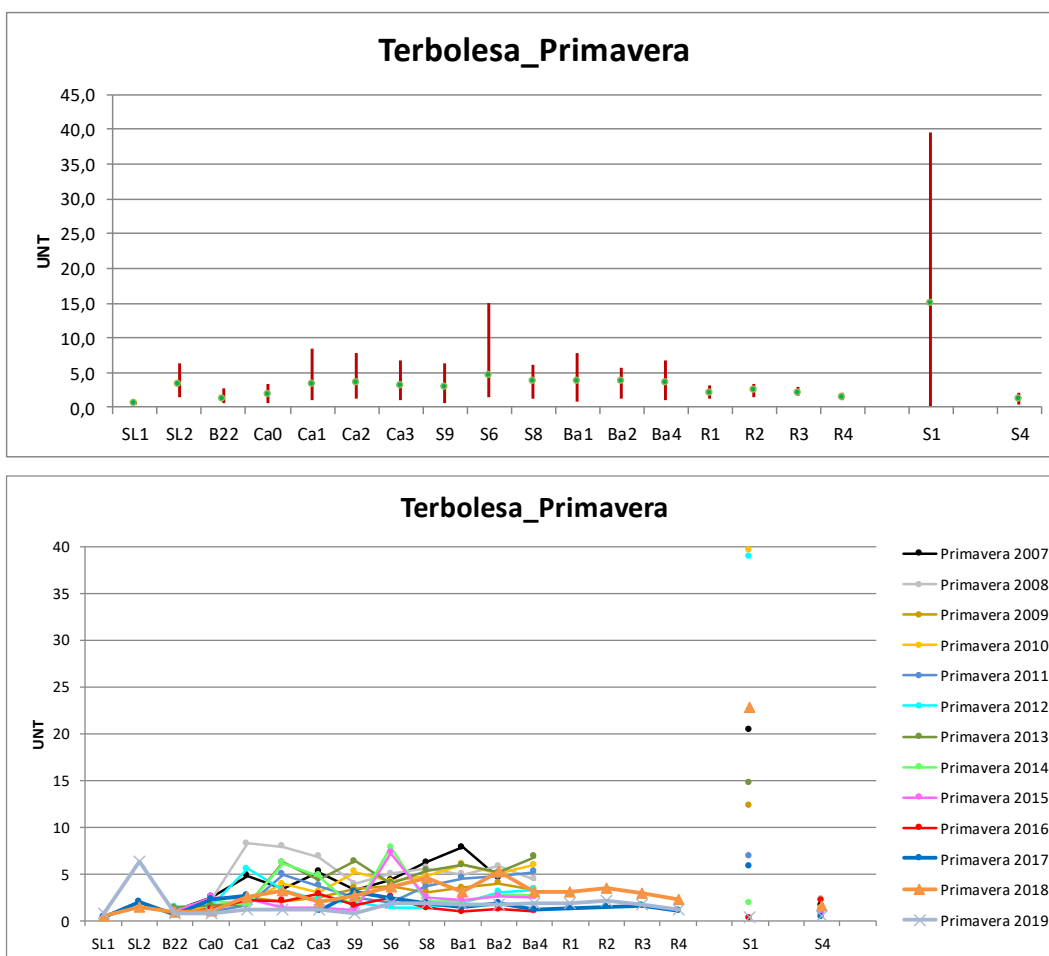 Terbolesa_Primavera
45,0
40,0
35,0
30,0
25,0
20,0
15,0
10,0
5,0
0,0
UNT
SL1 SL2 B22 Ca0 Ca1 Ca2 Ca3 S9 S6 S8 Ba1 Ba2 Ba4 R1 R2 R3 R4 S1 S4
Terbolesa_Primavera
40
35
30
25
20
15
10
5
0
UNT
SL1 SL2 B22 Ca0 Ca1 Ca2 Ca3 S9 S6 S8 Ba1 Ba2 Ba4 R1 R2 R3 R4 S1 S4
Primavera 2007
Primavera 2008
Primavera 2009
Primavera 2010
Primavera 2011
Primavera 2012
Primavera 2013
Primavera 2014
Primavera 2015
Primavera 2016
Primavera 2017
Primavera 2018
Primavera 2019